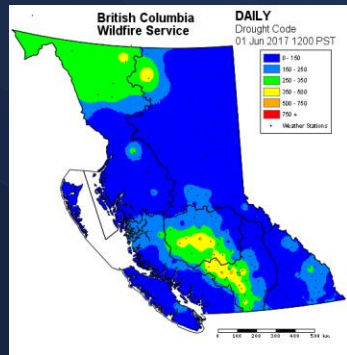 British Columbia
Wildfire Service
DAILY
Drought Code
01 Jun 2017 1200 PST
0 - 150
150 - 250
250 - 350
350 - 500
500 - 750
750 +
Weather Stations
0 100 200 300 400 500 km